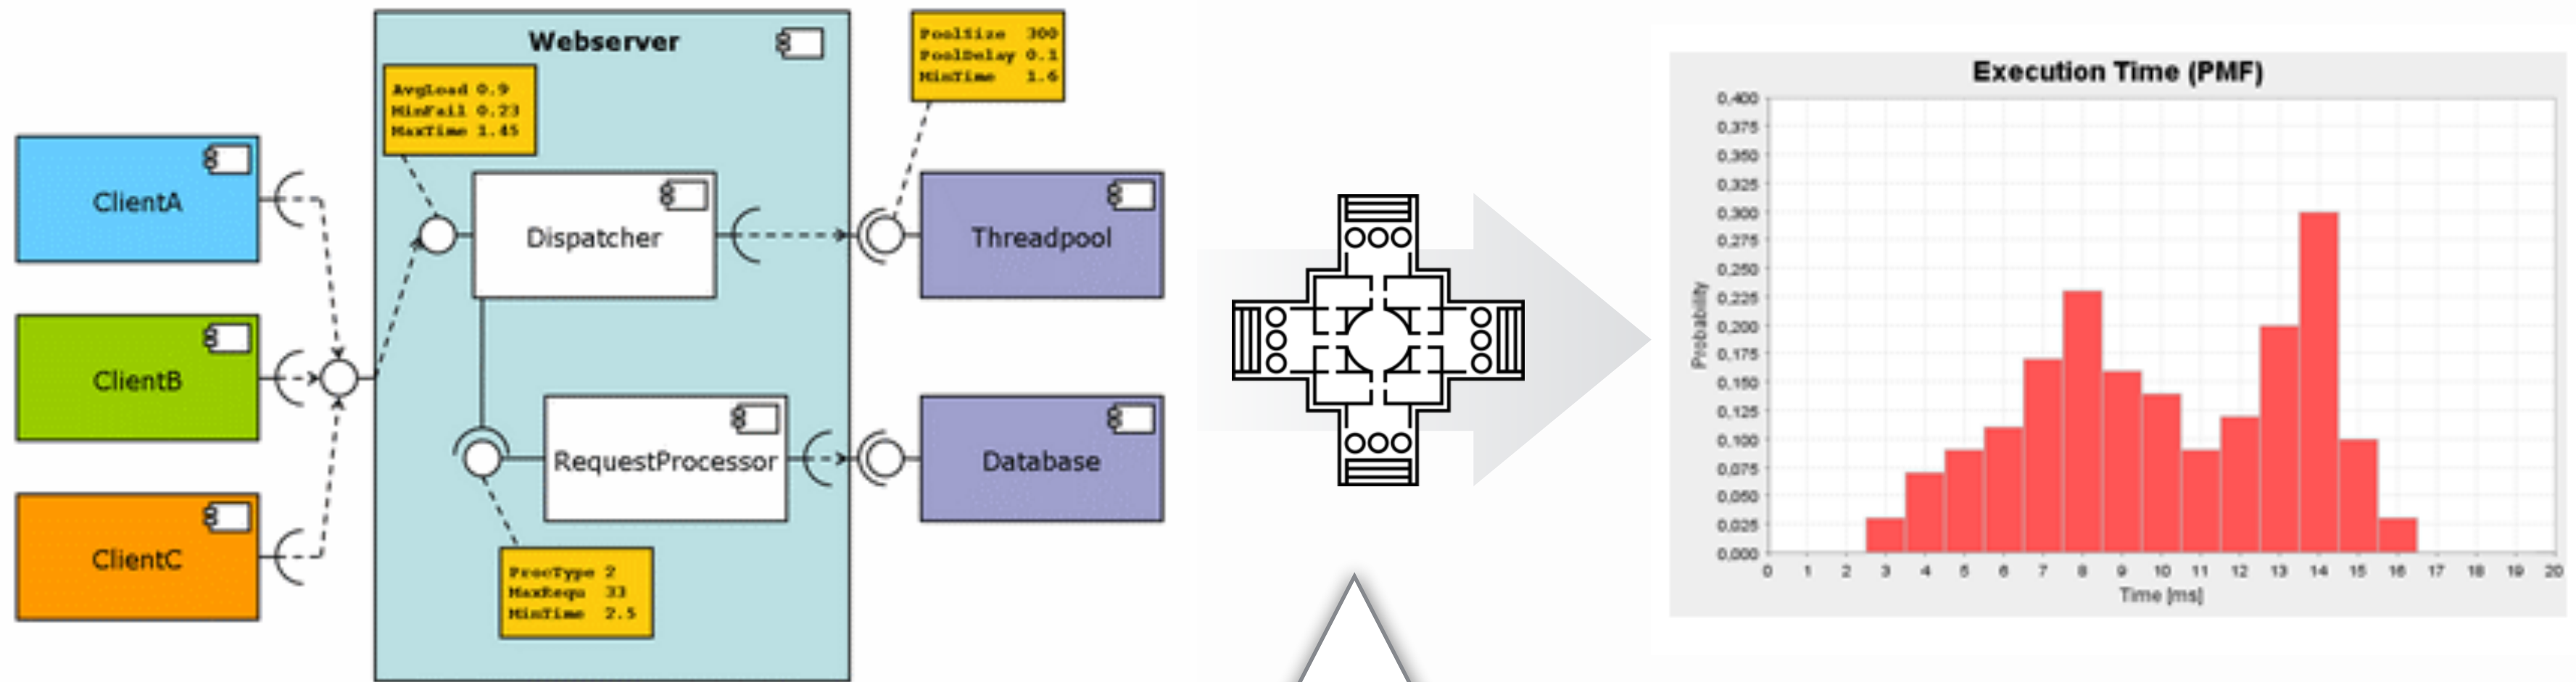 Webserver
AvgLoad 0.9
MinFail 0.23
MaxTime 1.45
PoolSize 300
PoolDelay 0.1
MinTime 1.6
ClientA
Dispatcher
Threadpool
ClientB
ClientC
RequestProcessor
Database
ProcType 2
MaxRequ 33
MinTime 2.5
Execution Time (PMF)
Probability
0,400
0,375
0,350
0,325
0,300
0,275
0,250
0,225
0,200
0,175
0,150
0,125
0,100
0,075
0,050
0,025
0,000
0 1 2 3 4 5 6 7 8 9 10 11 12 13 14 15 16 17 18 19 20
Time [ms]